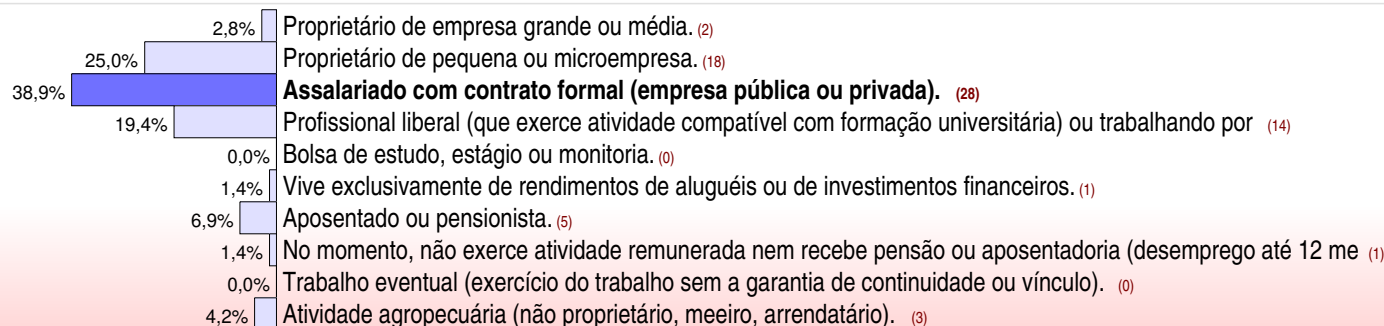 2,8% Proprietário de empresa grande ou média. (2)
25,0% Proprietário de pequena ou microempresa. (18)
38,9% Assalariado com contrato formal (empresa pública ou privada). (28)
19,4% Profissional liberal (que exerce atividade compatível com formação universitária) ou trabalhando por (14)
0,0% Bolsa de estudo, estágio ou monitoria. (0)
1,4% Vive exclusivamente de rendimentos de aluguéis ou de investimentos financeiros. (1)
6,9% Aposentado ou pensionista. (5)
1,4% No momento, não exerce atividade remunerada nem recebe pensão ou aposentadoria (desemprego até 12 me (1)
0,0% Trabalho eventual (exercício do trabalho sem a garantia de continuidade ou vínculo). (0)
4,2% Atividade agropecuária (não proprietário, meeiro, arrendatário). (3)